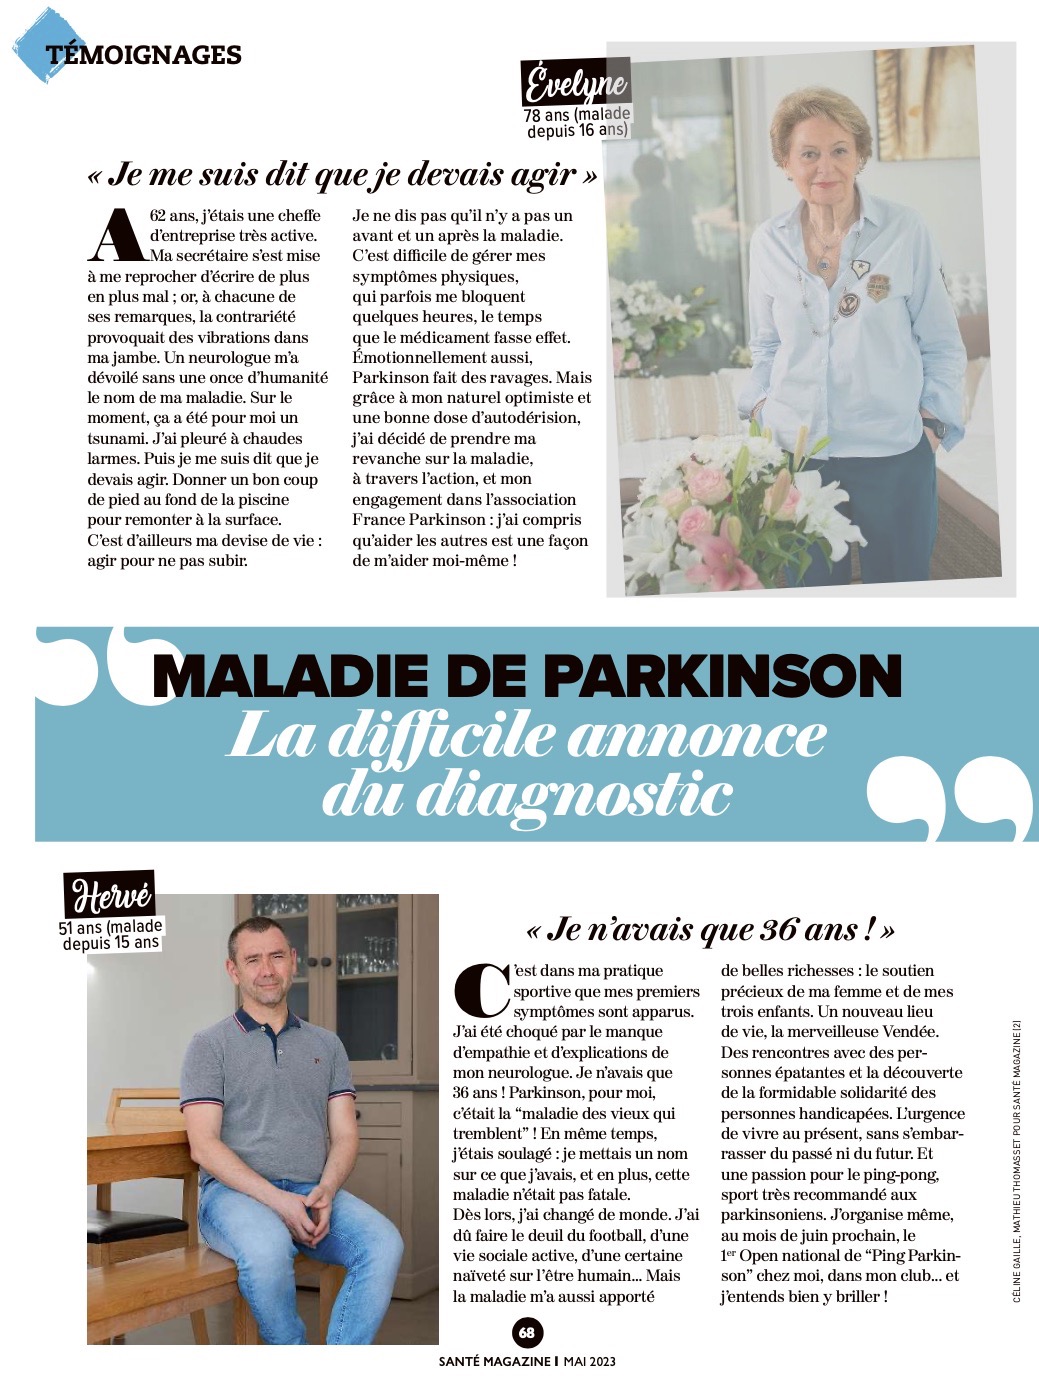 TÉMOIGNAGES
Évelyne
78 ans (malade
depuis 16 ans)
« Je me suis dit que je devais agir »
A 62 ans, j’étais une cheffe
d’entreprise très active.
Ma secrétaire s’est mise
à me reprocher d’écrire de plus
en plus mal ; or, à chacune de
ses remarques, la contrariété
provoquait des vibrations dans
ma jambe. Un neurologue m’a
dévoilé sans une once d’humanité
le nom de ma maladie. Sur le
moment, ça a été pour moi un
tsunami. J’ai pleuré à chaudes
larmes. Puis je me suis dit que je
devais agir. Donner un bon coup
de pied au fond de la piscine
pour remonter à la surface.
C’est d’ailleurs ma devise de vie :
agir pour ne pas subir.
Je ne dis pas qu’il n’y a pas un
avant et un après la maladie.
C’est difficile de gérer mes
symptômes physiques,
qui parfois me bloquent
quelques heures, le temps
que le médicament fasse effet.
Émotionnellement aussi,
Parkinson fait des ravages. Mais
grâce à mon naturel optimiste et
une bonne dose d’autodérision,
j’ai décidé de prendre ma
revanche sur la maladie,
à travers l’action, et mon
engagement dans l’association
France Parkinson : j’ai compris
qu’aider les autres est une façon
de m’aider moi-même !
MALADIE DE PARKINSON
La difficile annonce
du diagnostic
Hervé
51 ans (malade
depuis 15 ans
« Je n’avais que 36 ans ! »
C’est dans ma pratique
sportive que mes premiers
symptômes sont apparus.
J’ai été choqué par le manque
d’empathie et d’explications de
mon neurologue. Je n’avais que
36 ans ! Parkinson, pour moi,
c’était la “maladie des vieux qui
tremblent” ! En même temps,
j’étais soulagé : je mettais un nom
sur ce que j’avais, et en plus, cette
maladie n’était pas fatale.
Dès lors, j’ai changé de monde. J’ai
dû faire le deuil du football, d’une
vie sociale active, d’une certaine
naïveté sur l’être humain... Mais
la maladie m’a aussi apporté
de belles richesses : le soutien
précieux de ma femme et de mes
trois enfants. Un nouveau lieu
de vie, la merveilleuse Vendée.
Des rencontres avec des per-
sonnes épatantes et la découverte
de la formidable solidarité des
personnes handicapées. L’urgence
de vivre au présent, sans s’embar-
rasser du passé ni du futur. Et
une passion pour le ping-pong,
sport très recommandé aux
parkinsoniens. J’organise même,
au mois de juin prochain, le
1er Open national de “Ping Parkin-
son” chez moi, dans mon club... et
j’entends bien y briller !
CÉLINE GAILLE, MATHIEU THOMASSET POUR SANTÉ MAGAZINE (2)
68
SANTÉ MAGAZINE I MAI 2023